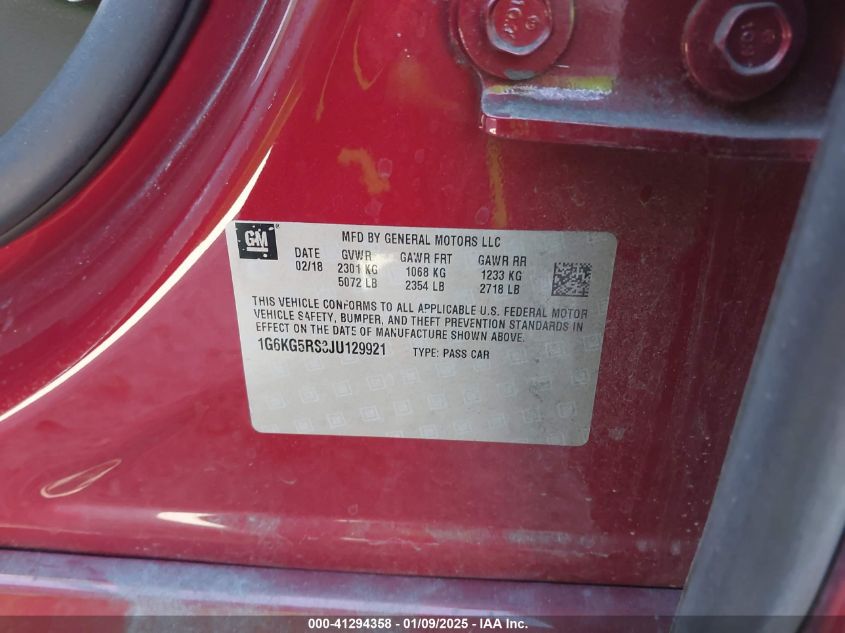 GM
MFD BY GENERAL MOTORS LLC
DATE GVWR GAWR FRT GAWR RR
02/18 2301 KG 1068 KG 1233 KG
5072 LB 2354 LB 2718 LB
THIS VEHICLE CONFORMS TO ALL APPLICABLE U.S. FEDERAL MOTOR
VEHICLE SAFETY, BUMPER, AND THEFT PREVENTION STANDARDS IN
EFFECT ON THE DATE OF MANUFACTURE SHOWN ABOVE.
TYPE: PASS CAR
000-41294358 - 01/09/2025 - IAA Inc.